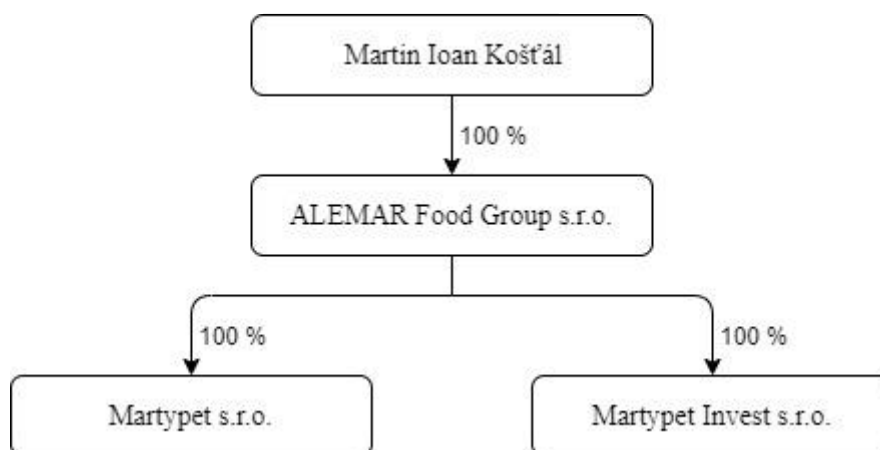 Martin Ioan Košťál
100 %
ALEMAR Food Group s.r.o.
100 %
100 %
Martypet s.r.o.
Martypet Invest s.r.o.